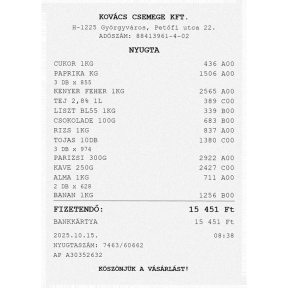 KOVÁCS CSEMEGE KFT.
H-1225 Györgyváros, Petőfi utca 22.
ADÓSZÁM: 88413961-4-02
NYUGTA
CUKOR 1KG 436 A00
PAPRIKA KG 1506 A00
3 DB x 855
KENYER FEHER 1KG 2565 A00
TEJ 2,8% 1L 389 C00
LISZT BL55 1KG 339 B00
CSOKOLADE 100G 683 B00
RIZS 1KG 837 A00
TOJAS 10DB 1380 C00
3 DB x 974
PARIZSI 300G 2922 A00
KAVE 250G 2427 C00
ALMA 1KG 711 A00
2 DB x 628
BANAN 1KG 1256 B00
FIZETENDŐ: 15 451 Ft
BANKKÁRTYA 15 451 Ft
2025.10.15. 08:38
NYUGTASZÁM: 7463/60662
AP A30352632
KÖSZÖNJÜK A VÁSÁRLÁST!